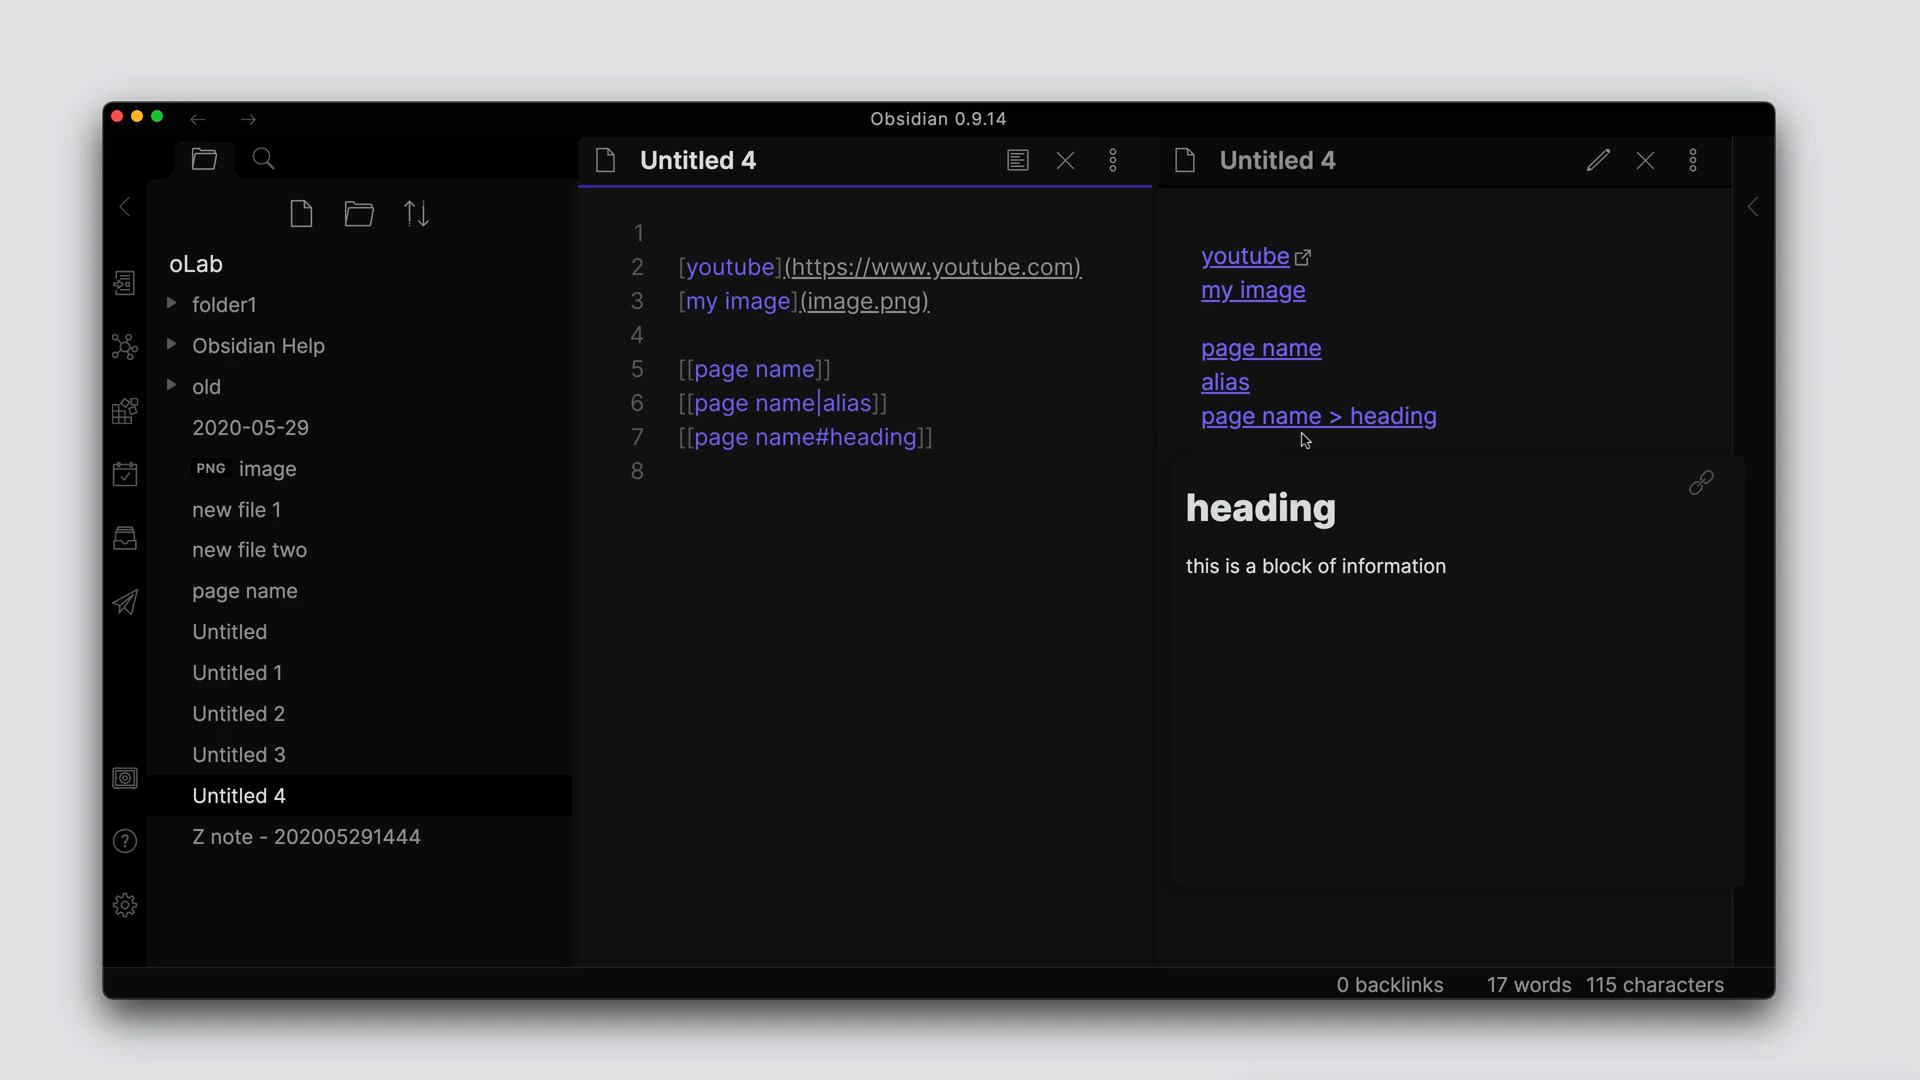 Obsidian 0.9.14
oLab
folder1
Obsidian Help
old
2020-05-29
PNG image
new file 1
new file two
page name
Untitled
Untitled 1
Untitled 2
Untitled 3
Untitled 4
Z note - 202005291444
Untitled 4
1
2 [youtube](https://www.youtube.com)
3 [my image](image.png)
4
5 [[page name]]
6 [[page name|alias]]
7 [[page name#heading]]
8
Untitled 4
youtube
my image
page name
alias
page name > heading
heading
this is a block of information
0 backlinks 17 words 115 characters